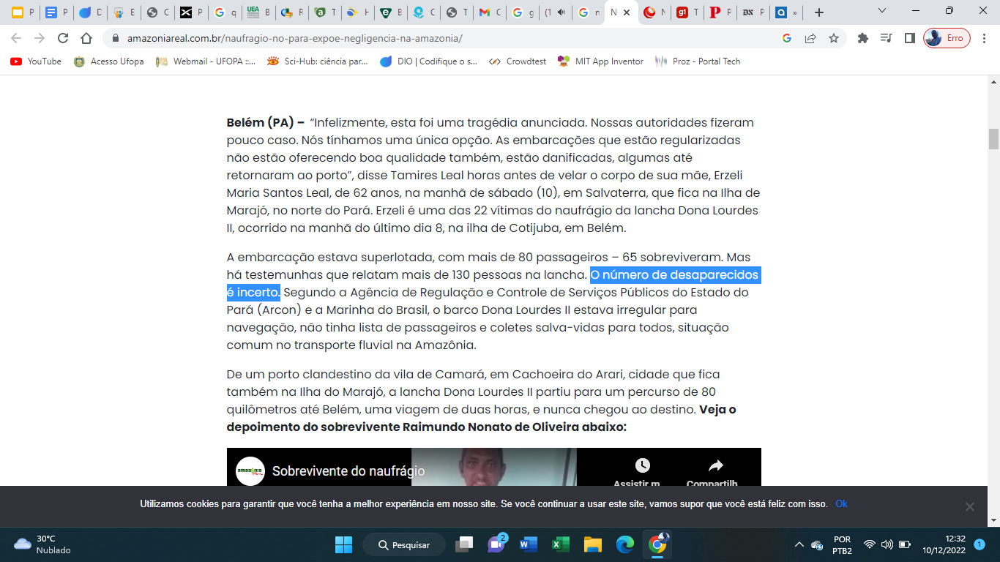 P
P
D
E
C
P
q
B
R
T
H
B
C
T
C
g
(1
n
N
N
T
P
P
»
amazoniareal.com.br/naufragio-no-para-expoe-negligencia-na-amazonia/
Erro
YouTube
Acesso Ufopa
Webmail - UFOPA ::...
Sci-Hub: ciência par...
DIO | Codifique o s...
Crowdtest
MIT App Inventor
Proz - Portal Tech
Belém (PA) – “Infelizmente, esta foi uma tragédia anunciada. Nossas autoridades fizeram
pouco caso. Nós tínhamos uma única opção. As embarcações que estão regularizadas
não estão oferecendo boa qualidade também, estão danificadas, algumas até
retornaram ao porto”, disse Tamires Leal horas antes de velar o corpo de sua mãe, Erzeli
Maria Santos Leal, de 62 anos, na manhã de sábado (10), em Salvaterra, que fica na Ilha de
Marajó, no norte do Pará. Erzeli é uma das 22 vítimas do naufrágio da lancha Dona Lourdes
II, ocorrido na manhã do último dia 8, na ilha de Cotijuba, em Belém.
A embarcação estava superlotada, com mais de 80 passageiros – 65 sobreviveram. Mas
há testemunhas que relatam mais de 130 pessoas na lancha. O número de desaparecidos
é incerto. Segundo a Agência de Regulação e Controle de Serviços Públicos do Estado do
Pará (Arcon) e a Marinha do Brasil, o barco Dona Lourdes II estava irregular para
navegação, não tinha lista de passageiros e coletes salva-vidas para todos, situação
comum no transporte fluvial na Amazônia.
De um porto clandestino da vila de Camará, em Cachoeira do Arari, cidade que fica
também na Ilha do Marajó, a lancha Dona Lourdes II partiu para um percurso de 80
quilômetros até Belém, uma viagem de duas horas, e nunca chegou ao destino. Veja o
depoimento do sobrevivente Raimundo Nonato de Oliveira abaixo:
Sobrevivente do naufrágio
Assistir m
Compartilh
Utilizamos cookies para garantir que você tenha a melhor experiência em nosso site. Se você continuar a usar este site, vamos supor que você está feliz com isso. Ok
30°C
Nublado
Pesquisar
2
POR
PTB2
12:32
10/12/2022
1